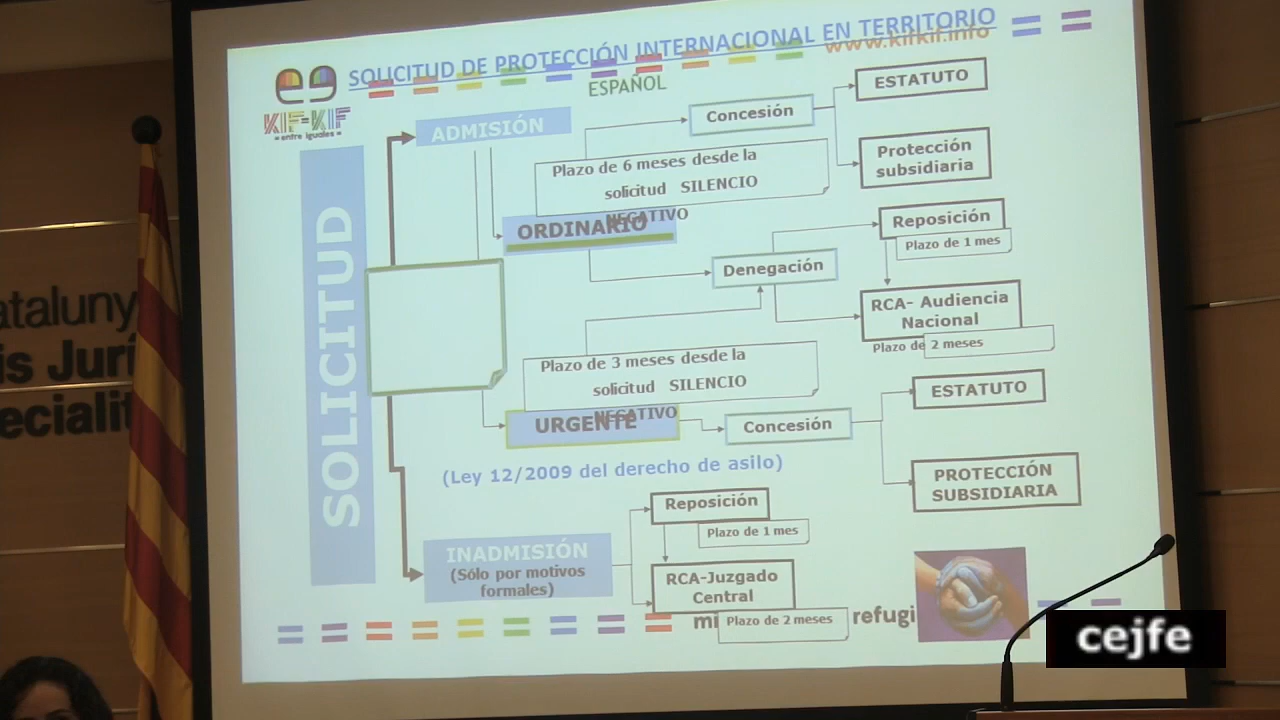 SOLICITUD DE PROTECCIÓN INTERNACIONAL EN TERRITORIO
www.kifkif.info
ESPAÑOL
KIF-KIF
entre iguales
SOLICITUD
ADMISIÓN
Concesión
ESTATUTO
Protección
subsidiaria
Plazo de 6 meses desde la
solicitud SILENCIO
NEGATIVO
ORDINARIO
Denegación
Reposición
Plazo de 1 mes
RCA- Audiencia
Nacional
Plazo de 2 meses
Plazo de 3 meses desde la
solicitud SILENCIO
NEGATIVO
URGENTE
Concesión
ESTATUTO
PROTECCIÓN
SUBSIDIARIA
(Ley 12/2009 del derecho de asilo)
INADMISIÓN
(Sólo por motivos
formales)
Reposición
Plazo de 1 mes
RCA-Juzgado
Central
Plazo de 2 meses
mi
refugi
ataluny
is Jurí
ecialit
cejfe